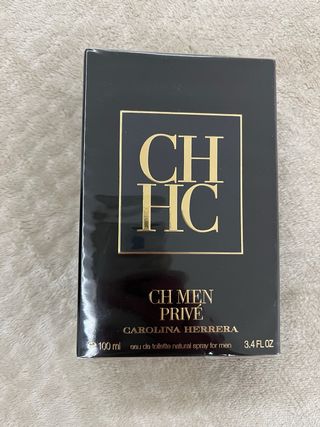 CH
HC
CH MEN
PRIVÉ
CAROLINA HERRERA
e 100 ml eau de toilette natural spray for men 3.4 FL OZ